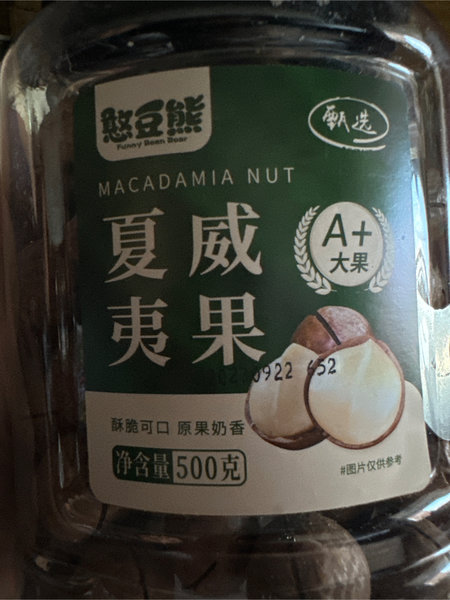 憨豆熊
Funny Bean Bear
甄选
MACADAMIA NUT
夏威
夷果
A+
大果
酥脆可口 原果奶香
净含量 500克
#图片仅供参考